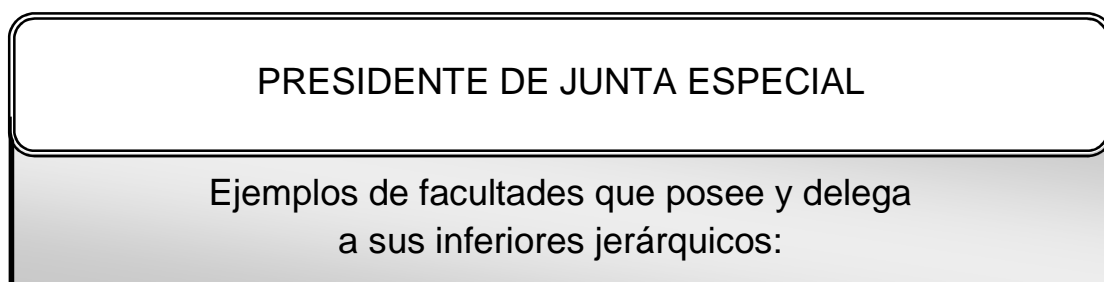 PRESIDENTE DE JUNTA ESPECIAL
Ejemplos de facultades que posee y delega
a sus inferiores jerárquicos: